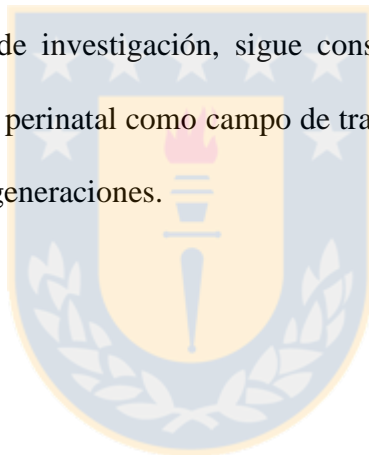 de investigación, sigue cons
perinatal como campo de tra
generaciones.